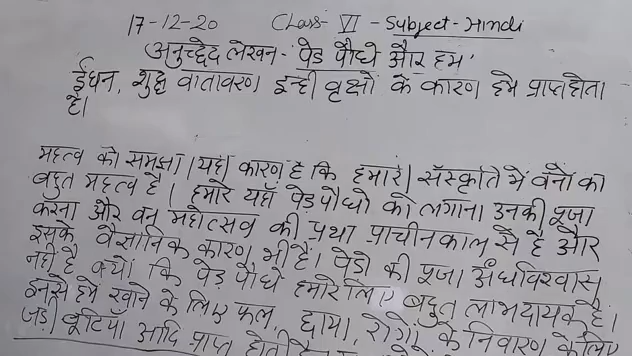 17-12-20 Class- VI - Subject - Hindi
अनुच्छेद लेखन - 'पेड़ पौधे और हम'
ईंधन, शुद्ध वातावरण इन्ही वृक्षों के कारण हमे प्राप्त होता
है।
महत्व को समझा। यही कारण है कि हमारी सॅस्कृति में वनों का
बहुत महत्व है। हमारे यहाँ पेड़ पौधो को लगाना उनकी पूजा
करना और वन महोत्सव की प्रथा प्राचीनकाल से है और
इसके वैज्ञानिक कारण भी है। पेड़ो की पूजा अंधविश्वास
नही है क्यों कि पेड़ पौधे हमारे लिए बहुत लाभदायक है।
इनसे हमे खाने के लिए फल, छाया, रोगों के निवारण के लिए
जड़ी बूटियाँ आदि प्राप्त होती है